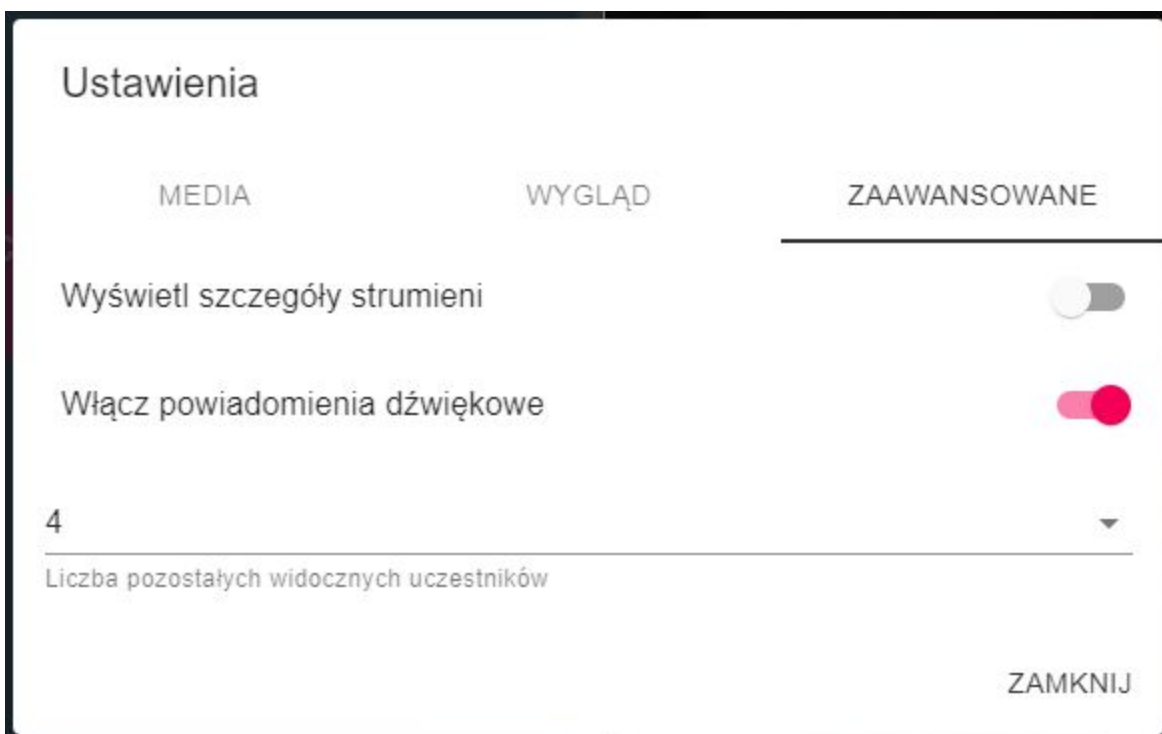 Ustawienia
MEDIA WYGLĄD ZAAWANSOWANE
Wyświetl szczegóły strumieni
Włącz powiadomienia dźwiękowe
4
Liczba pozostałych widocznych uczestników
ZAMKNIJ